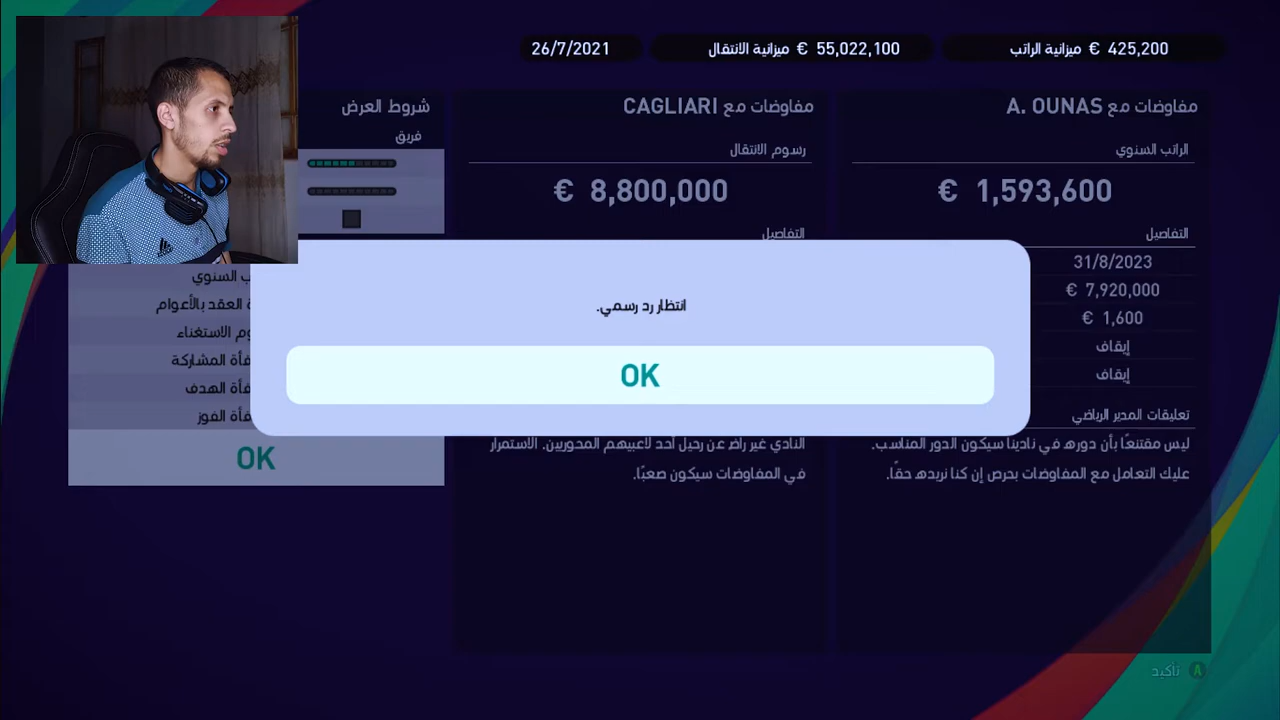 ميزانية الراتب € 425,200
ميزانية الانتقال € 55,022,100
26/7/2021
مفاوضات مع A. OUNAS
الراتب السنوي
€ 1,593,600
التفاصيل
31/8/2023
€ 7,920,000
€ 1,600
إيقاف
إيقاف
تعليقات المدير الرياضي
ليس مقتنعًا بأن دوره في نادينا سيكون الدور المناسب.
عليك التعامل مع المفاوضات بحرص إن كنا نريده حقًا.
مفاوضات مع CAGLIARI
رسوم الانتقال
€ 8,800,000
التفاصيل
النادي غير راضٍ عن رحيل أحد لاعبيهم المحوريين. الاستمرار
في المفاوضات سيكون صعبًا.
شروط العرض
فريق
السنوي
العقد بالأعوام
الاستغناء
المشاركة
الهدف
الفوز
OK
انتظار رد رسمي.
OK
تأكيد A